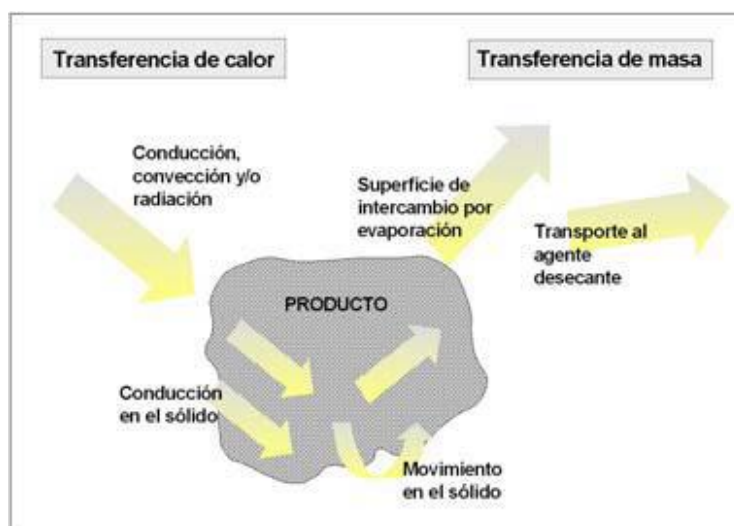 Transferencia de calor
Transferencia de masa
Conducción,
convección y/o
radiación
Superficie de
intercambio por
evaporación
Transporte al
agente
desecante
PRODUCTO
Conducción
en el sólido
Movimiento
en el sólido